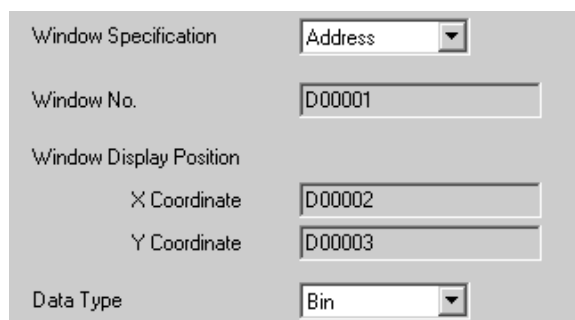 Window Specification Address
Window No. D00001
Window Display Position
X Coordinate D00002
Y Coordinate D00003
Data Type Bin